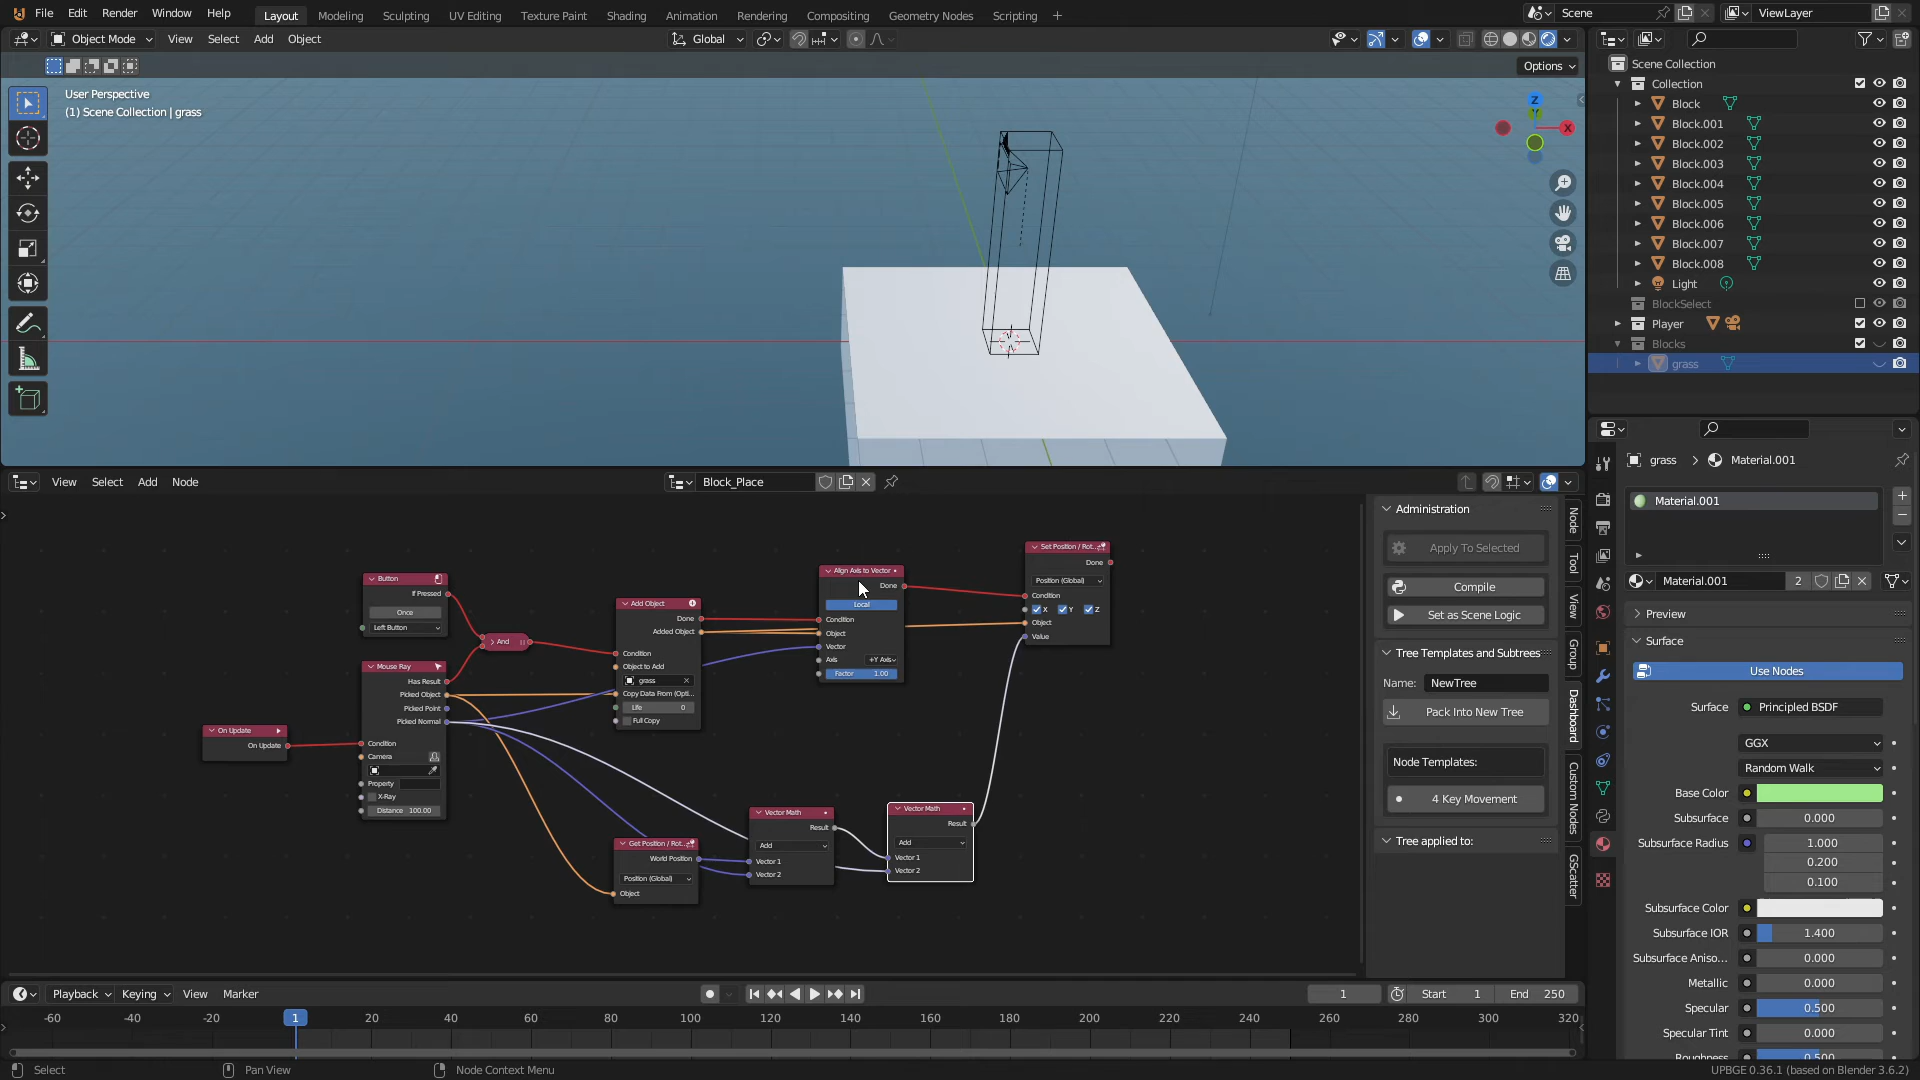 File Edit Render Window Help Layout Modeling Sculpting UV Editing Texture Paint Shading Animation Rendering Compositing Geometry Nodes Scripting + Scene ViewLayer
Object Mode View Select Add Object Global
Options
User Perspective
(1) Scene Collection | grass
Z
Y
X
Scene Collection
Collection
Block
Block.001
Block.002
Block.003
Block.004
Block.005
Block.006
Block.007
Block.008
Light
BlockSelect
Player
Blocks
grass
View Select Add Node Block_Place
Button
If Pressed
Once
Left Button
Mouse Ray
Has Result
Picked Object
Picked Point
Picked Normal
Condition
Camera
Property
X-Ray
Distance 100.00
On Update
On Update
And
Add Object
Done
Added Object
Condition
Object to Add
grass
Copy Data From (Opti...
Life 0
Full Copy
Align Axis to Vector
Done
Local
Condition
Object
Vector
Axis +Y Axis
Factor 1.00
Set Position / Rot...
Done
Position (Global)
Condition
X Y Z
Object
Value
Get Position / Rot...
World Position
Position (Global)
Object
Vector Math
Result
Add
Vector 1
Vector 2
Vector Math
Result
Add
Vector 1
Vector 2
Administration
Apply To Selected
Compile
Set as Scene Logic
Tree Templates and Subtrees
Name: NewTree
Pack Into New Tree
Node Templates:
4 Key Movement
Tree applied to:
Node
Tool
View
Group
Dashboard
Custom Nodes
GScatter
grass > Material.001
Material.001
Material.001 2
Preview
Surface
Use Nodes
Surface Principled BSDF
GGX
Random Walk
Base Color
Subsurface 0.000
Subsurface Radius 1.000
0.200
0.100
Subsurface Color
Subsurface IOR 1.400
Subsurface Aniso... 0.000
Metallic 0.000
Specular 0.500
Specular Tint 0.000
Roughness 0.500
Playback Keying View Marker 1 Start 1 End 250
-60 -40 -20 1 20 40 60 80 100 120 140 160 180 200 220 240 260 280 300 320
Select Pan View Node Context Menu UPBGE 0.36.1 (based on Blender 3.6.2)